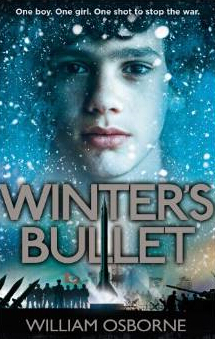 One boy. One girl. One shot to stop the war.
WINTER'S
BULLET
WILLIAM OSBORNE